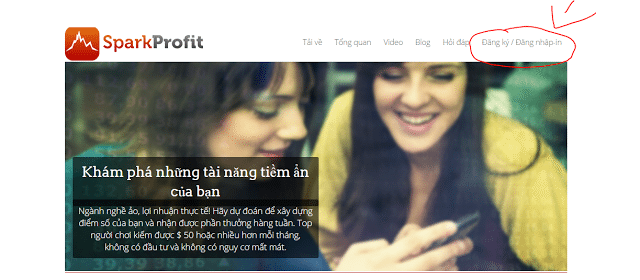 SparkProfit
Tải về Tổng quan Video Blog Hỏi đáp Đăng ký / Đăng nhập-in
Khám phá những tài năng tiềm ẩn
của bạn
Ngành nghề ảo, lợi nhuận thực tế! Hãy dự đoán để xây dựng
điểm số của bạn và nhận được phần thưởng hàng tuần. Top
người chơi kiếm được $ 50 hoặc nhiều hơn mỗi tháng,
không có đầu tư và không có nguy cơ mất mát.